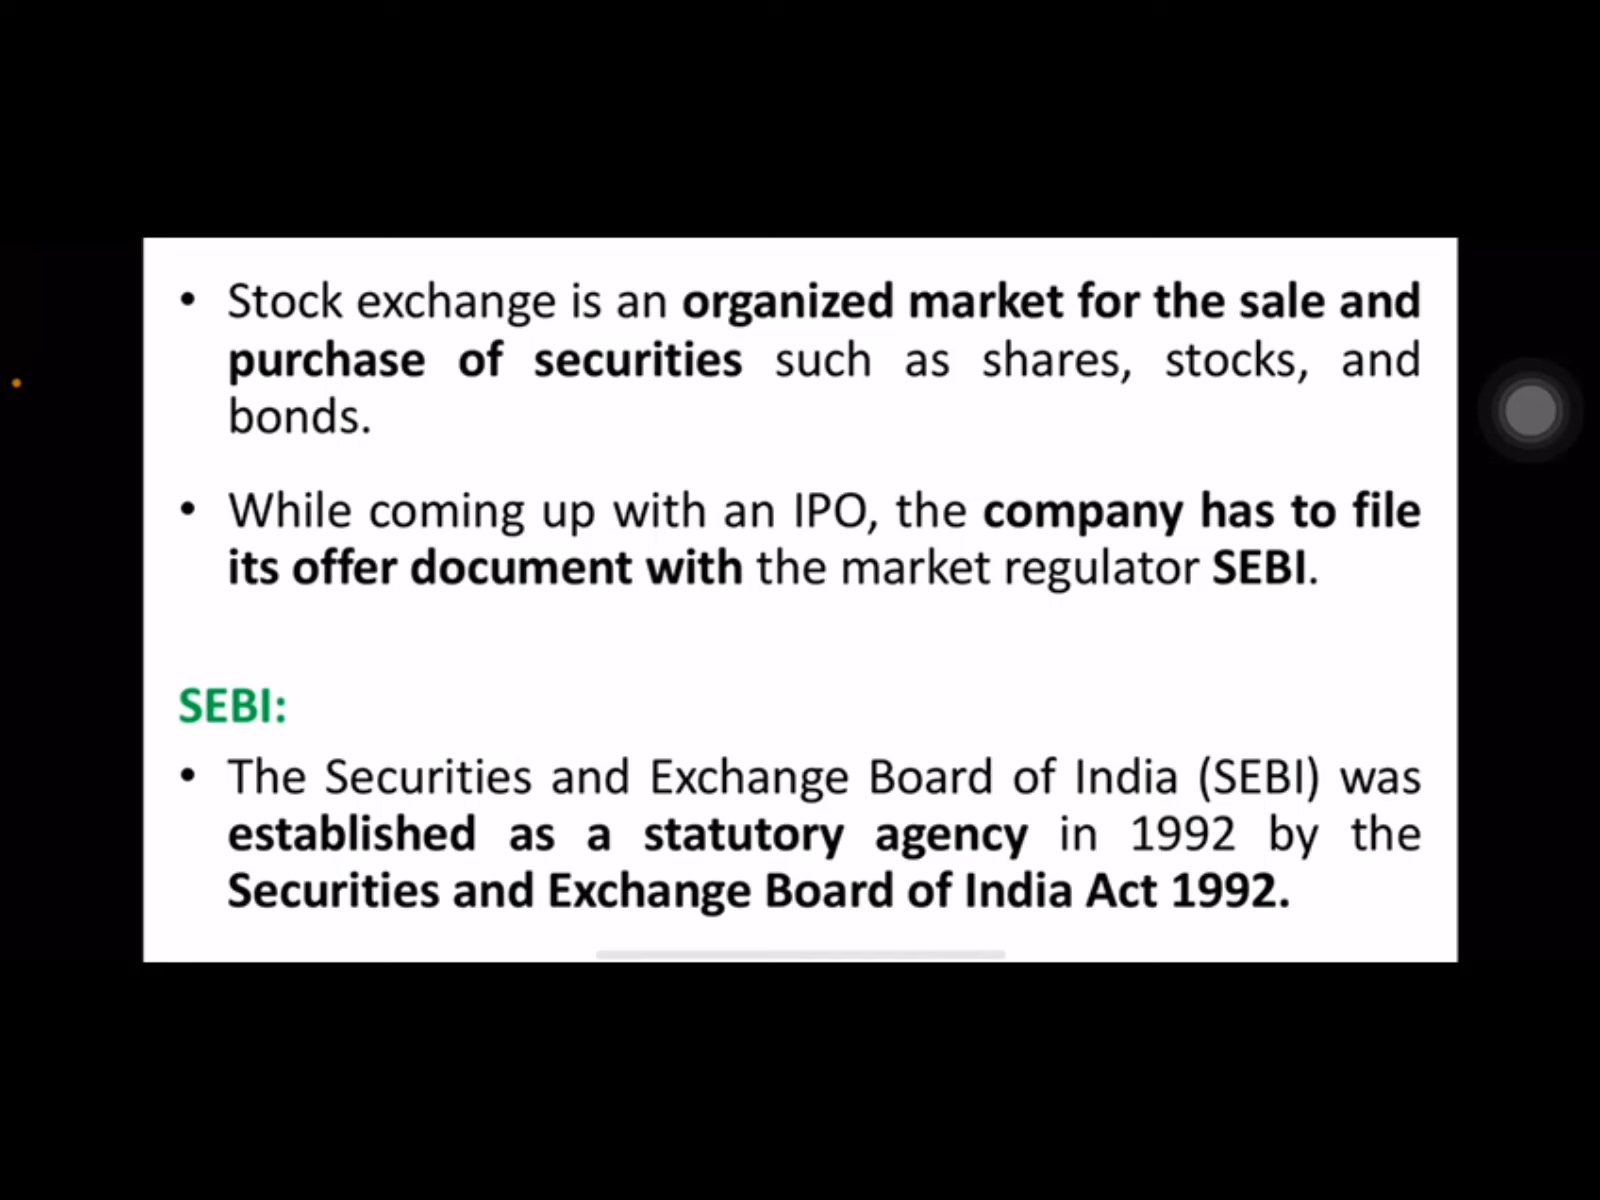 • Stock exchange is an organized market for the sale and
purchase of securities such as shares, stocks, and
bonds.
• While coming up with an IPO, the company has to file
its offer document with the market regulator SEBI.
SEBI:
• The Securities and Exchange Board of India (SEBI) was
established as a statutory agency in 1992 by the
Securities and Exchange Board of India Act 1992.